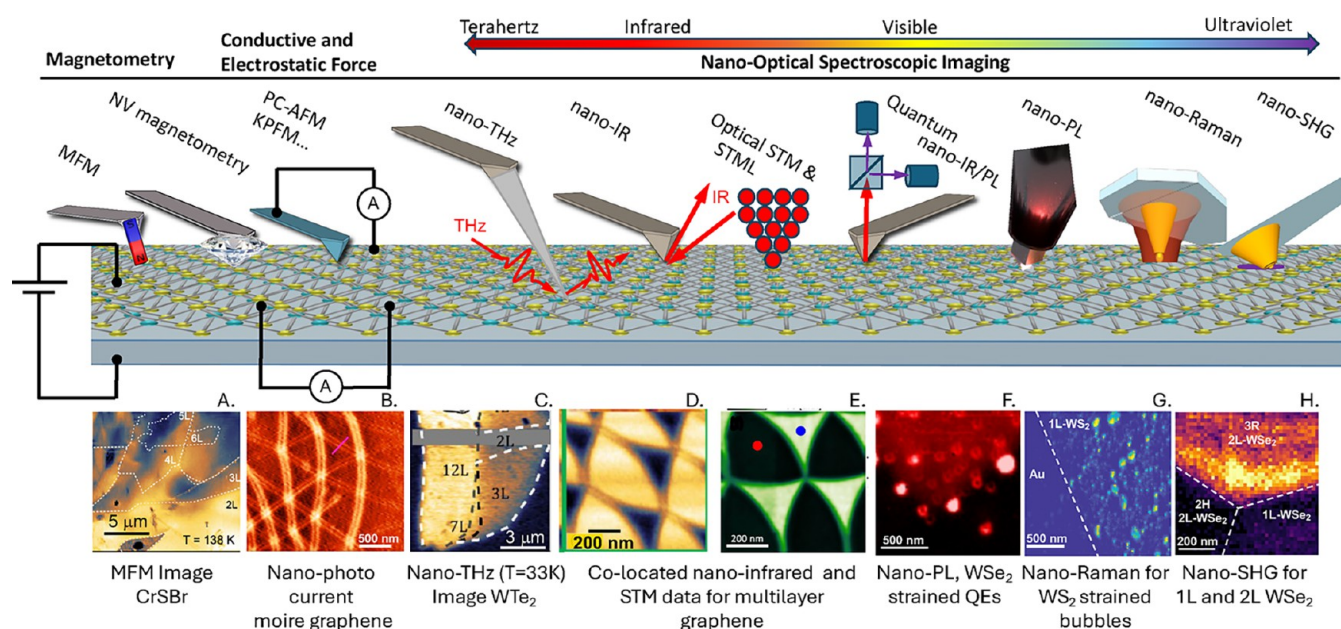 Terahertz
Infrared
Visible
Ultraviolet
Magnetometry
Conductive and
Electrostatic Force
Nano-Optical Spectroscopic Imaging
MFM
NV magnetometry
PC-AFM
KPFM...
nano-THz
nano-IR
Optical STM &
STML
Quantum
nano-IR/PL
nano-PL
nano-Raman
nano-SHG
A
THz
IR
S
N
A
A.
5L
6L
4L
3L
2L
5 μm
T = 138 K
MFM Image
CrSBr
B.
500 nm
Nano-photo
current
moire graphene
C.
2L
12L
3L
7L
3 μm
Nano-THz (T=33K)
Image WTe₂
D.
200 nm
E.
200 nm
Co-located nano-infrared and
STM data for multilayer
graphene
F.
500 nm
Nano-PL, WSe₂
strained QEs
G.
1L-WS₂
Au
500 nm
Nano-Raman for
WS₂ strained
bubbles
H.
3R
2L-WSe₂
2H
2L-WSe₂
1L-WSe₂
200 nm
Nano-SHG for
1L and 2L WSe₂